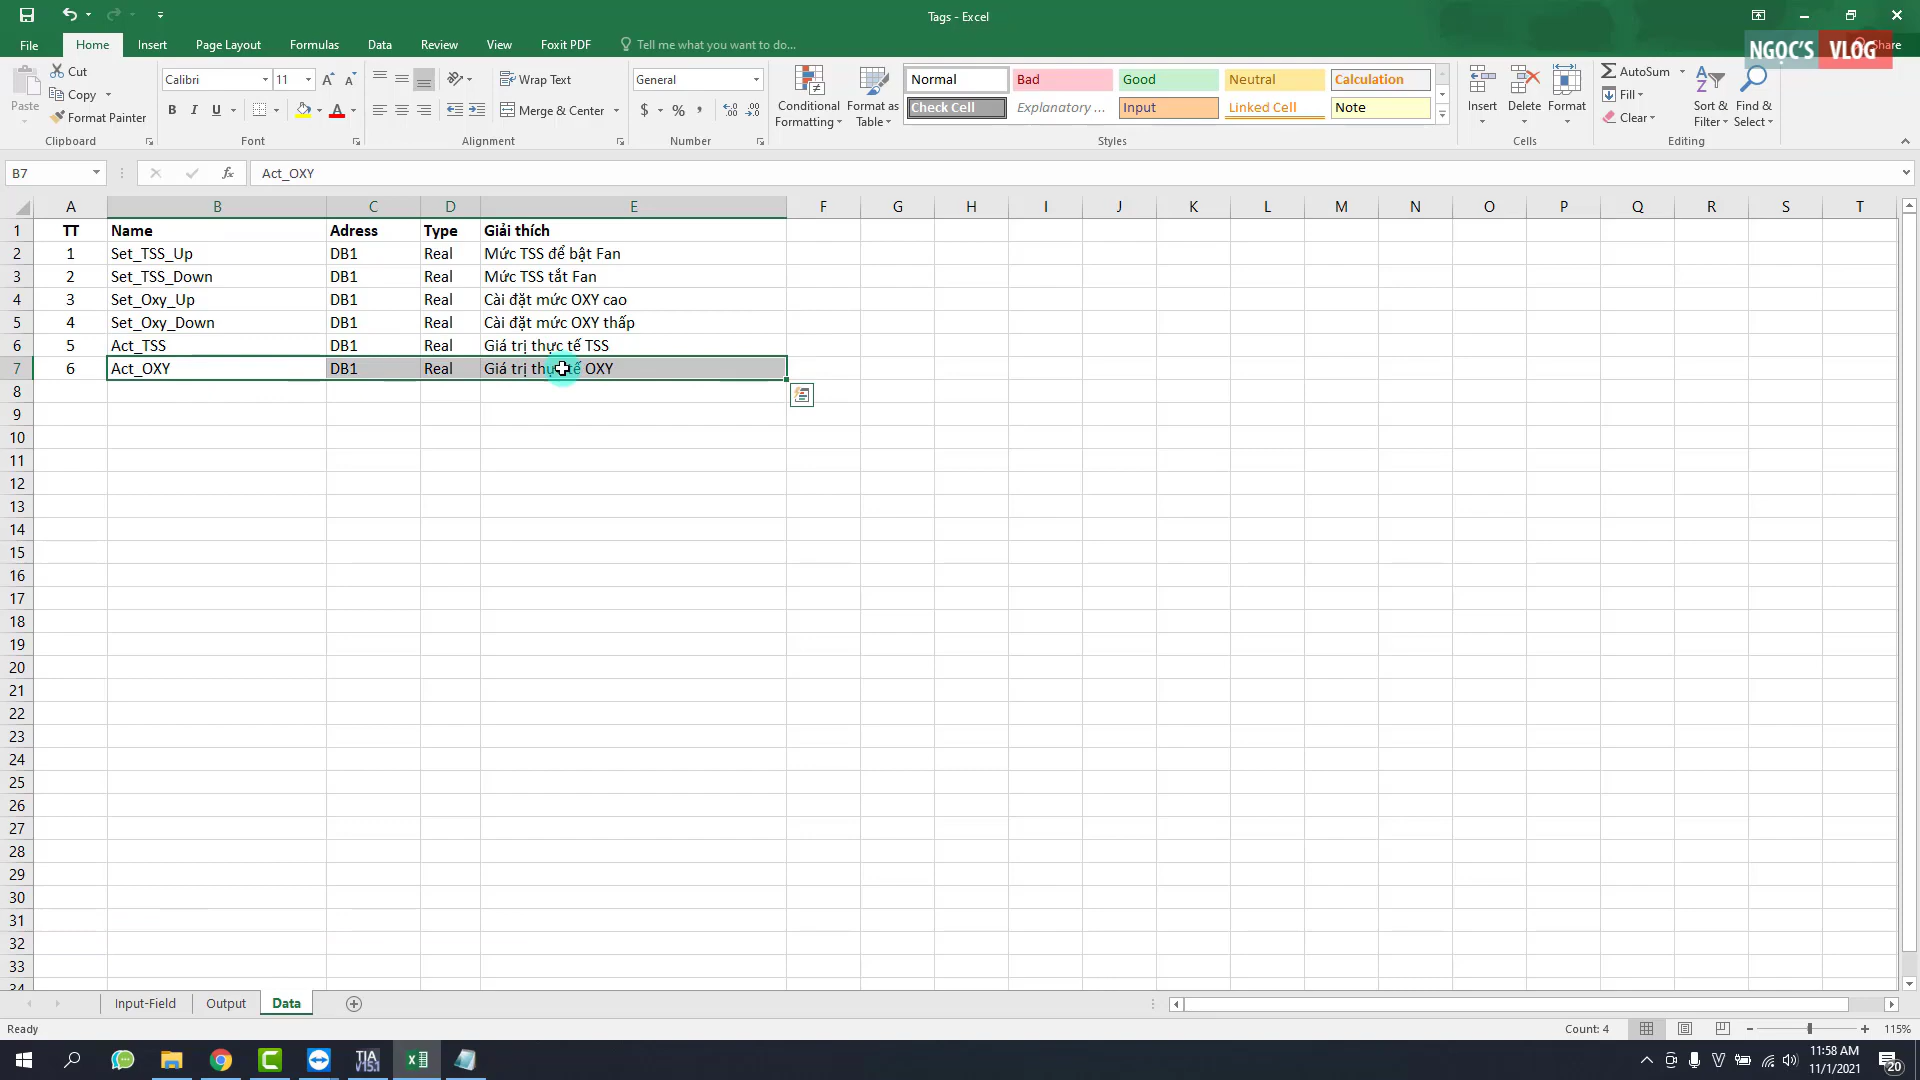 Tags - Excel
File Home Insert Page Layout Formulas Data Review View Foxit PDF Tell me what you want to do... Share
NGỌC'S VLOG
Paste Cut Copy Format Painter
Calibri 11
B I U
Wrap Text
Merge & Center
General
$ %
Conditional Formatting Format as Table
Normal Bad Good Neutral Calculation
Check Cell Explanatory ... Input Linked Cell Note
Insert Delete Format
AutoSum Fill Clear
Sort & Filter Find & Select
Clipboard Font Alignment Number Styles Cells Editing
B7 fx Act_OXY
A B C D E F G H I J K L M N O P Q R S T
1 TT Name Adress Type Giải thích
2 1 Set_TSS_Up DB1 Real Mức TSS để bật Fan
3 2 Set_TSS_Down DB1 Real Mức TSS tắt Fan
4 3 Set_Oxy_Up DB1 Real Cài đặt mức OXY cao
5 4 Set_Oxy_Down DB1 Real Cài đặt mức OXY thấp
6 5 Act_TSS DB1 Real Giá trị thực tế TSS
7 6 Act_OXY DB1 Real Giá trị thực tế OXY
8
9
10
11
12
13
14
15
16
17
18
19
20
21
22
23
24
25
26
27
28
29
30
31
32
33
34
Input-Field Output Data
Ready Count: 4 115%
TIA V15.1
11:58 AM
11/1/2021
20